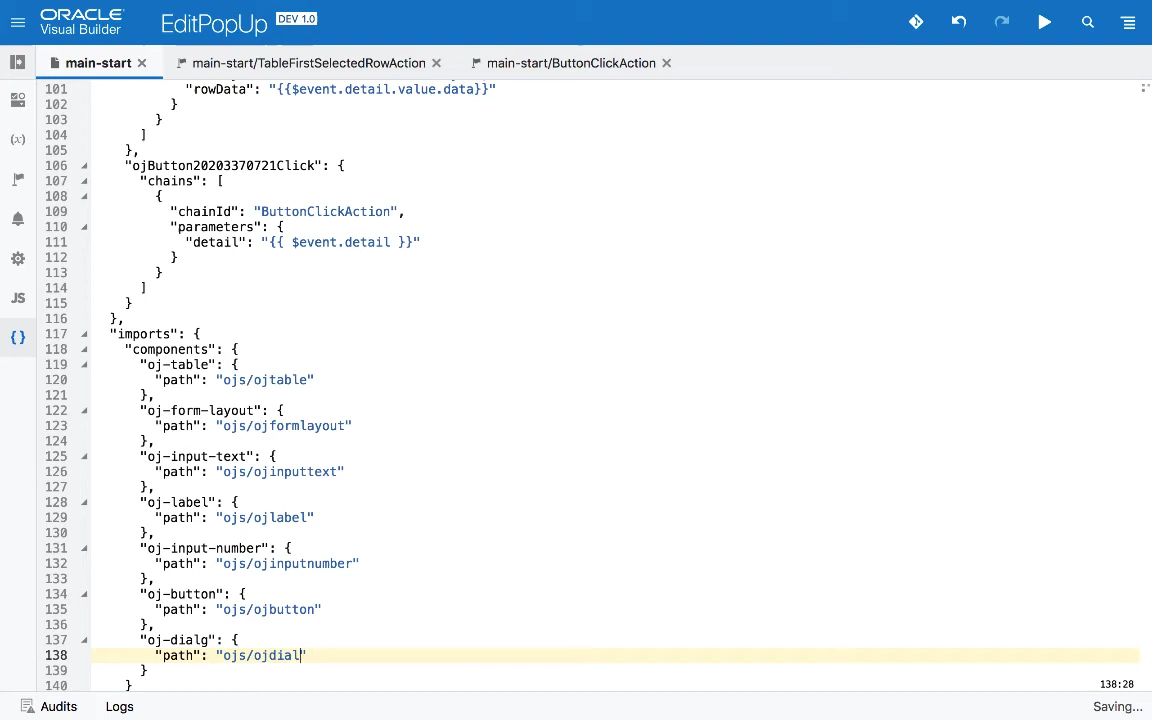 ORACLE
Visual Builder
EditPopUp DEV 1.0
main-start
main-start/TableFirstSelectedRowAction
main-start/ButtonClickAction
101 "rowData": "{{$event.detail.value.data}}"
102 }
103 }
104 ]
105 },
106 "ojButton20203370721Click": {
107 "chains": [
108 {
109 "chainId": "ButtonClickAction",
110 "parameters": {
111 "detail": "{{ $event.detail }}"
112 }
113 }
114 ]
115 }
116 },
117 "imports": {
118 "components": {
119 "oj-table": {
120 "path": "ojs/ojtable"
121 },
122 "oj-form-layout": {
123 "path": "ojs/ojformlayout"
124 },
125 "oj-input-text": {
126 "path": "ojs/ojinputtext"
127 },
128 "oj-label": {
129 "path": "ojs/ojlabel"
130 },
131 "oj-input-number": {
132 "path": "ojs/ojinputnumber"
133 },
134 "oj-button": {
135 "path": "ojs/ojbutton"
136 },
137 "oj-dialg": {
138 "path": "ojs/ojdial"
139 }
140 }
(x)
JS
{ }
138:28
Audits
Logs
Saving...